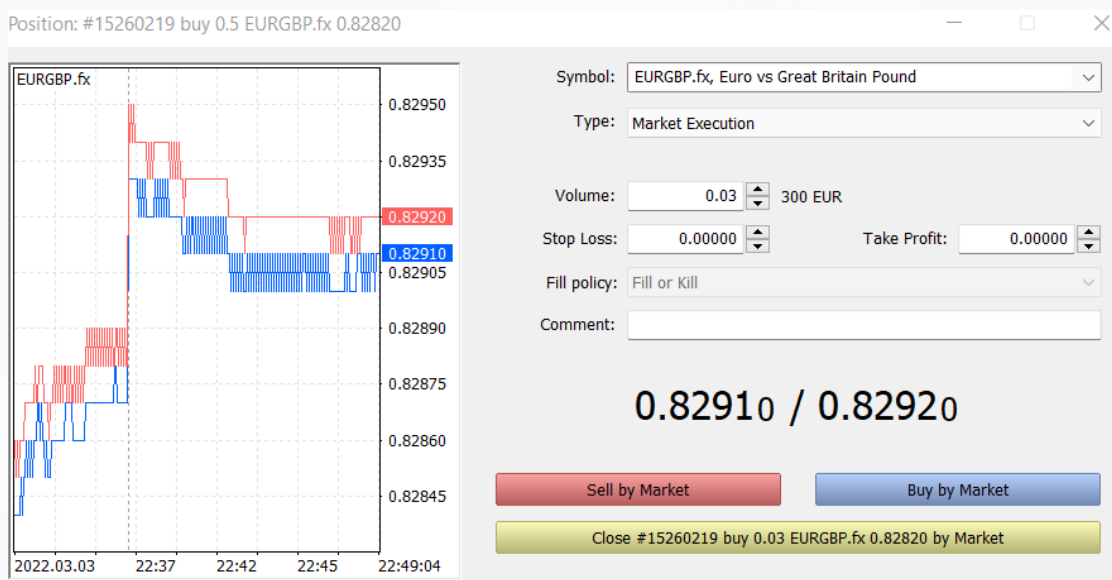 Position: #15260219 buy 0.5 EURGBP.fx 0.82820
EURGBP.fx
0.82950
0.82935
0.82920
0.82910
0.82905
0.82890
0.82875
0.82860
0.82845
2022.03.03 22:37 22:42 22:45 22:49:04
Symbol: EURGBP.fx, Euro vs Great Britain Pound
Type: Market Execution
Volume: 0.03 300 EUR
Stop Loss: 0.00000 Take Profit: 0.00000
Fill policy: Fill or Kill
Comment:
0.82910 / 0.82920
Sell by Market Buy by Market
Close #15260219 buy 0.03 EURGBP.fx 0.82820 by Market